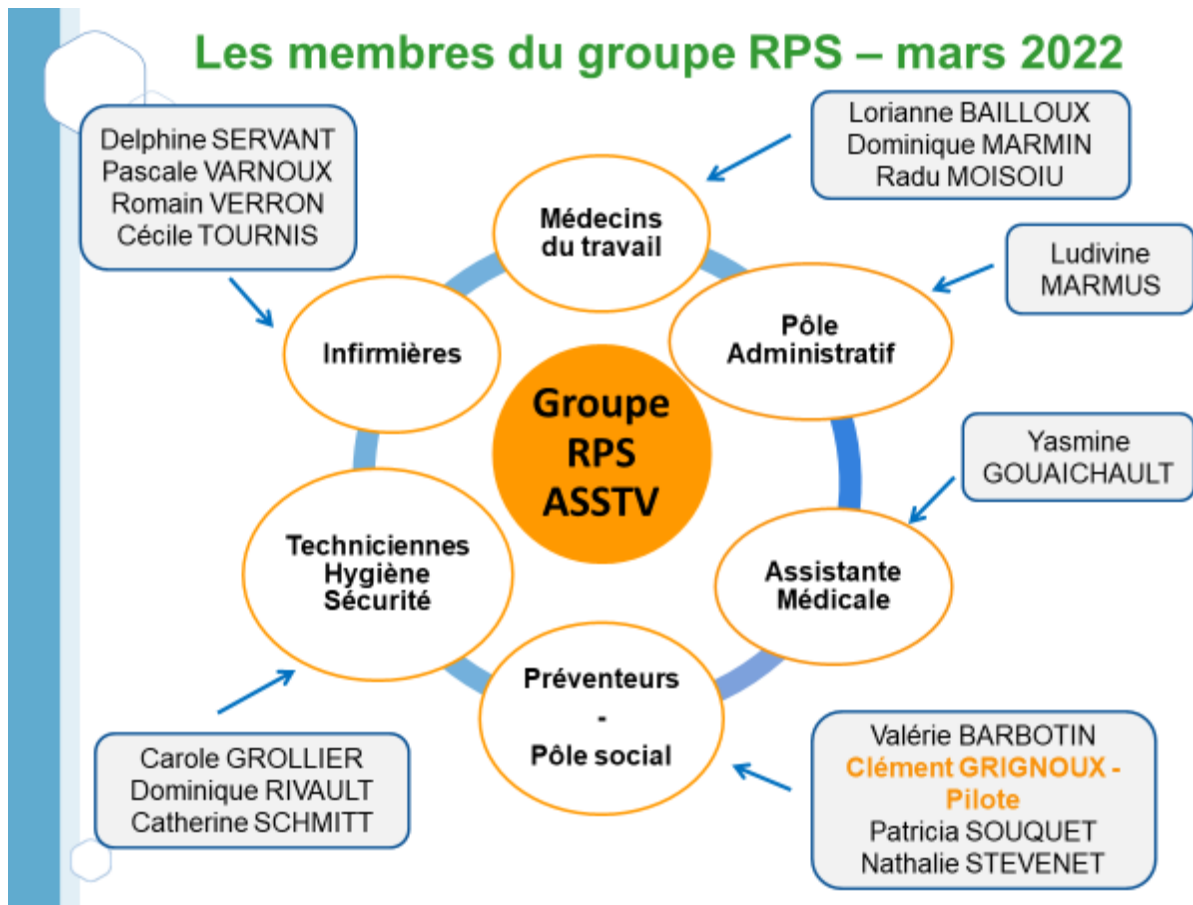 Les membres du groupe RPS – mars 2022
Delphine SERVANT
Pascale VARNOUX
Romain VERRON
Cécile TOURNIS
Lorianne BAILLOUX
Dominique MARMIN
Radu MOISOIU
Médecins
du travail
Ludivine
MARMUS
Infirmières
Pôle
Administratif
Groupe
RPS
ASSTV
Yasmine
GOUAICHAULT
Techniciennes
Hygiène
Sécurité
Assistante
Médicale
Préventeurs
-
Pôle social
Carole GROLLIER
Dominique RIVAULT
Catherine SCHMITT
Valérie BARBOTIN
Clément GRIGNOUX -
Pilote
Patricia SOUQUET
Nathalie STEVENET